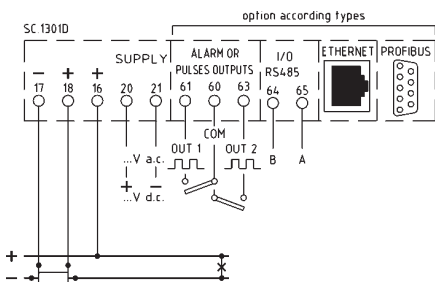 option according types
SC.1301D
SUPPLY
ALARM OR
PULSES OUTPUTS
I/O
RS485
ETHERNET
PROFIBUS
− + +
17 18 16 20 21 61 60 63 64 65
COM
...V a.c.
OUT 1
OUT 2
B
A
+ −
...V d.c.
+
−